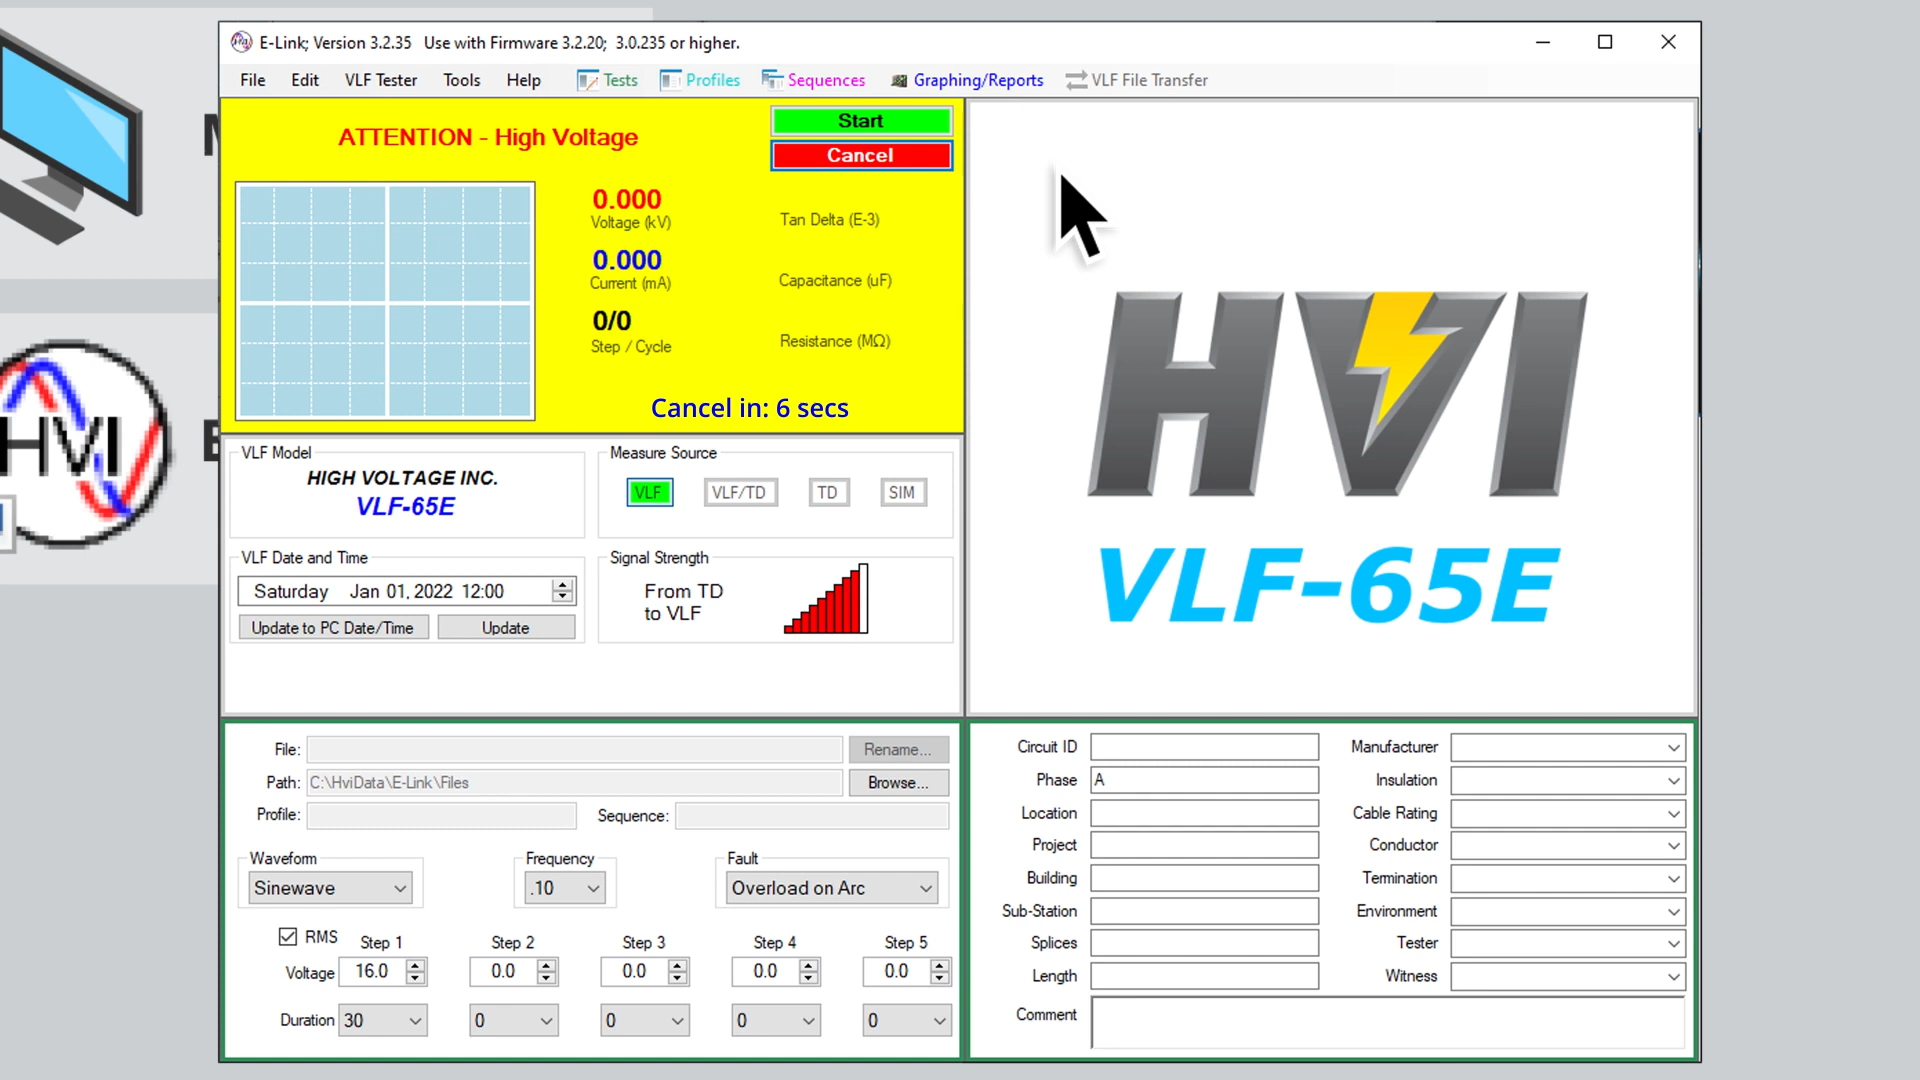 E-Link; Version 3.2.35 Use with Firmware 3.2.20; 3.0.235 or higher.
File Edit VLF Tester Tools Help Tests Profiles Sequences Graphing/Reports VLF File Transfer
ATTENTION - High Voltage
Start
Cancel
0.000
Voltage (kV)
Tan Delta (E-3)
0.000
Current (mA)
Capacitance (uF)
0/0
Step / Cycle
Resistance (MΩ)
Cancel in: 6 secs
VLF Model
HIGH VOLTAGE INC.
VLF-65E
Measure Source
VLF VLF/TD TD SIM
VLF Date and Time
Saturday Jan 01, 2022 12:00
Update to PC Date/Time Update
Signal Strength
From TD
to VLF
HVI
VLF-65E
HVI
File: Rename...
Path: C:\HviData\E-Link\Files Browse...
Profile: Sequence:
Waveform Frequency Fault
Sinewave .10 Overload on Arc
RMS Step 1 Step 2 Step 3 Step 4 Step 5
Voltage 16.0 0.0 0.0 0.0 0.0
Duration 30 0 0 0 0
Circuit ID Manufacturer
Phase A Insulation
Location Cable Rating
Project Conductor
Building Termination
Sub-Station Environment
Splices Tester
Length Witness
Comment